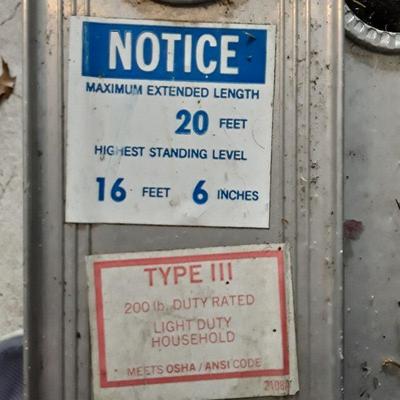 NOTICE
MAXIMUM EXTENDED LENGTH
20 FEET
HIGHEST STANDING LEVEL
16 FEET 6 INCHES
TYPE III
200 lb. DUTY RATED
LIGHT DUTY
HOUSEHOLD
MEETS OSHA/ANSI CODE